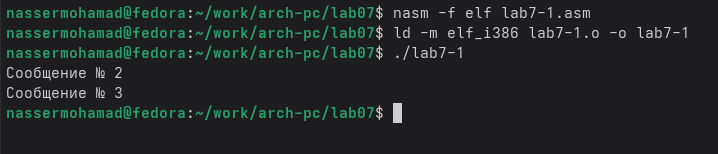 nassermohamad@fedora:~/work/arch-pc/lab07$ nasm -f elf lab7-1.asm
nassermohamad@fedora:~/work/arch-pc/lab07$ ld -m elf_i386 lab7-1.o -o lab7-1
nassermohamad@fedora:~/work/arch-pc/lab07$ ./lab7-1
Сообщение № 2
Сообщение № 3
nassermohamad@fedora:~/work/arch-pc/lab07$